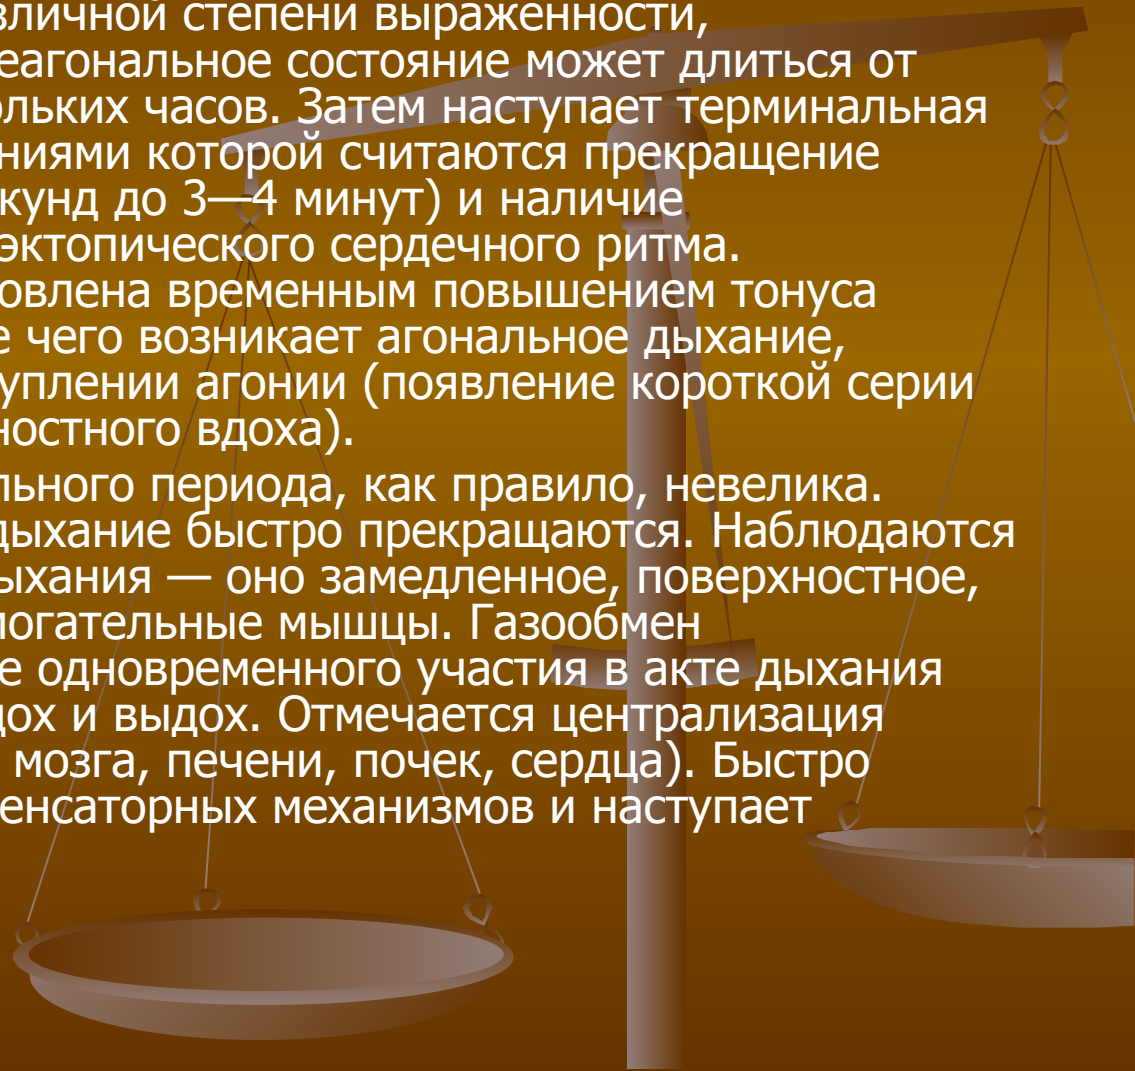 зличной степени выраженности,
еагональное состояние может длиться от
ольких часов. Затем наступает терминальная
ниями которой считаются прекращение
кунд до 3—4 минут) и наличие
эктопического сердечного ритма.
овлена временным повышением тонуса
е чего возникает агональное дыхание,
уплении агонии (появление короткой серии
ностного вдоха).
льного периода, как правило, невелика.
дыхание быстро прекращаются. Наблюдаются
ыхания — оно замедленное, поверхностное,
могательные мышцы. Газообмен
е одновременного участия в акте дыхания
дох и выдох. Отмечается централизация
мозга, печени, почек, сердца). Быстро
енсаторных механизмов и наступает